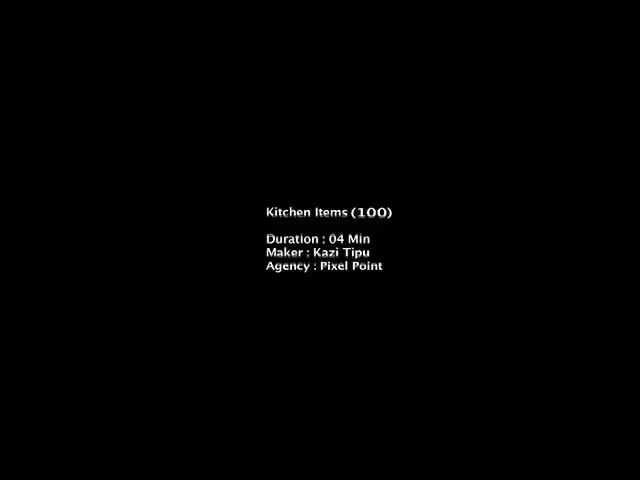 Kitchen Items (100)
Duration : 04 Min
Maker : Kazi Tipu
Agency : Pixel Point